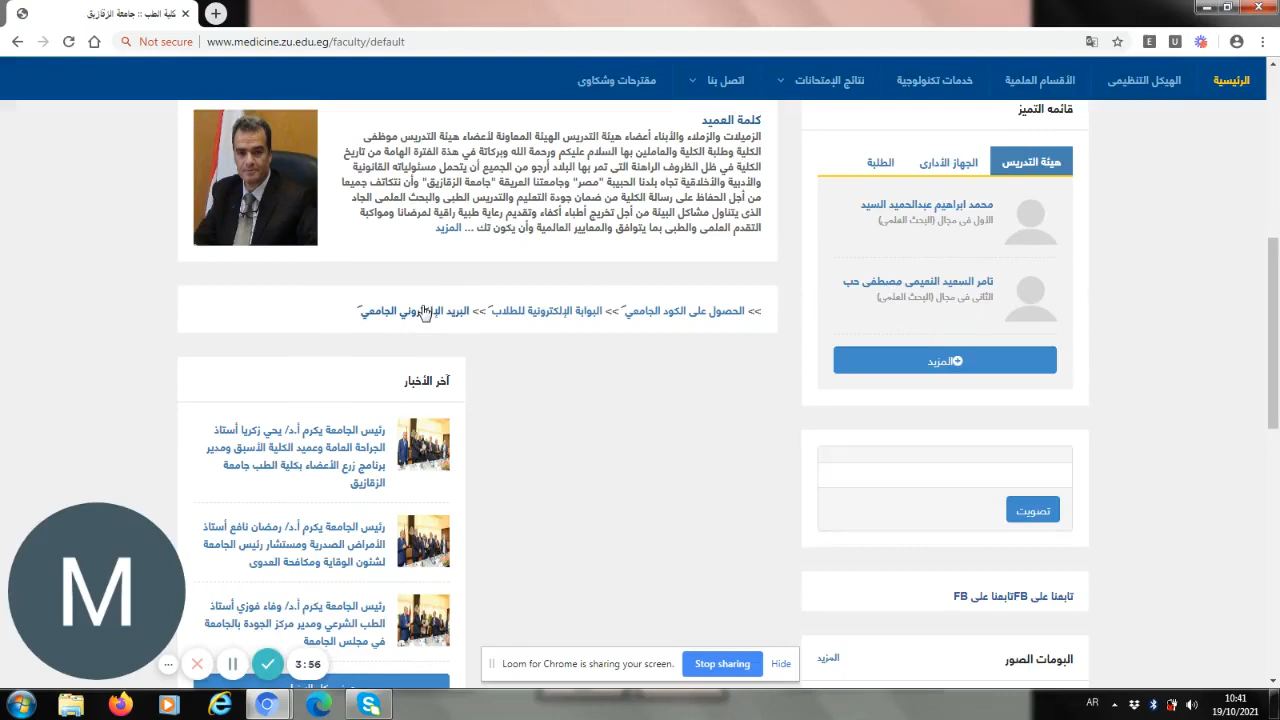 كلية الطب :: جامعة الزقازيق
Not secure
www.medicine.zu.edu.eg/faculty/default
الرئيسية
الهيكل التنظيمى
الأقسام العلمية
خدمات تكنولوجية
نتائج الإمتحانات
اتصل بنا
مقترحات وشكاوى
قائمه التميز
هيئة التدريس
الجهاز الأدارى
الطلبة
محمد ابراهيم عبدالحميد السيد
الأول فى مجال (البحث العلمى)
تامر السعيد النعيمى مصطفى حب
الثانى فى مجال (البحث العلمى)
المزيد
تصويت
تابعنا على FBتابعنا على FB
البومات الصور
المزيد
كلمة العميد
الزميلات والزملاء والأبناء أعضاء هيئة التدريس الهيئة المعاونة لأعضاء هيئة التدريس موظفى
الكلية وطلبة الكلية والعاملين بها السلام عليكم ورحمة الله وبركاتة في هذة الفترة الهامة من تاريخ
الكلية في ظل الظروف الراهنة التى تمر بها البلاد أرجو من الجميع أن يتحمل مسئولياته القانونية
والأدبية والأخلاقية تجاه بلدنا الحبيبة "مصر" وجامعتنا العريقة "جامعة الزقازيق" وأن نتكاتف جميعا
من أجل الحفاظ على رسالة الكلية من ضمان جودة التعليم والتدريس الطبى والبحث العلمى الجاد
الذى يتناول مشاكل البيئة من أجل تخريج أطباء أكفاء وتقديم رعاية طبية راقية لمرضانا ومواكبة
التقدم العلمى والطبى بما يتوافق والمعايير العالمية وأن يكون تك ... المزيد
>> الحصول على الكود الجامعي >> البوابة الإلكترونية للطلاب >> البريد الإلكتروني الجامعي
آخر الأخبار
رئيس الجامعة يكرم أ.د/ يحي زكريا أستاذ
الجراحة العامة وعميد الكلية الأسبق ومدير
برنامج زرع الأعضاء بكلية الطب جامعة
الزقازيق
رئيس الجامعة يكرم أ.د/ رمضان نافع أستاذ
الأمراض الصدرية ومستشار رئيس الجامعة
لشئون الوقاية ومكافحة العدوى
رئيس الجامعة يكرم أ.د/ وفاء فوزي أستاذ
الطب الشرعي ومدير مركز الجودة بالجامعة
في مجلس الجامعة
M
3:56
Loom for Chrome is sharing your screen.
Stop sharing
Hide
AR
10:41
19/10/2021